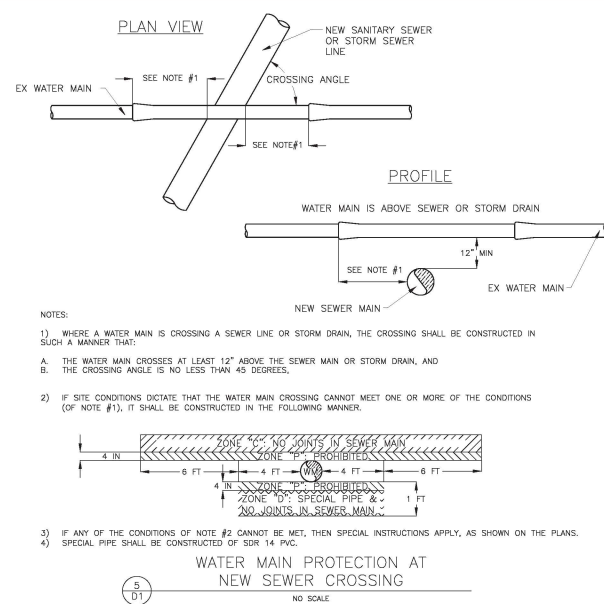 PLAN VIEW
NEW SANITARY SEWER
OR STORM SEWER
LINE
SEE NOTE #1
CROSSING ANGLE
EX WATER MAIN
SEE NOTE#1
PROFILE
WATER MAIN IS ABOVE SEWER OR STORM DRAIN
12" MIN
SEE NOTE #1
EX WATER MAIN
NEW SEWER MAIN
NOTES:
1) WHERE A WATER MAIN IS CROSSING A SEWER LINE OR STORM DRAIN, THE CROSSING SHALL BE CONSTRUCTED IN
SUCH A MANNER THAT:
A. THE WATER MAIN CROSSES AT LEAST 12" ABOVE THE SEWER MAIN OR STORM DRAIN, AND
B. THE CROSSING ANGLE IS NO LESS THAN 45 DEGREES,
2) IF SITE CONDITIONS DICTATE THAT THE WATER MAIN CROSSING CANNOT MEET ONE OR MORE OF THE CONDITIONS
(OF NOTE #1), IT SHALL BE CONSTRUCTED IN THE FOLLOWING MANNER.
ZONE "C": NO JOINTS IN SEWER MAIN
4 IN
ZONE "P": PROHIBITED
6 FT
4 FT
WM
4 FT
6 FT
4 IN
ZONE "P": PROHIBITED
ZONE "D": SPECIAL PIPE &
NO JOINTS IN SEWER MAIN
1 FT
3) IF ANY OF THE CONDITIONS OF NOTE #2 CANNOT BE MET, THEN SPECIAL INSTRUCTIONS APPLY, AS SHOWN ON THE PLANS.
4) SPECIAL PIPE SHALL BE CONSTRUCTED OF SDR 14 PVC.
WATER MAIN PROTECTION AT
NEW SEWER CROSSING
5
D1
NO SCALE